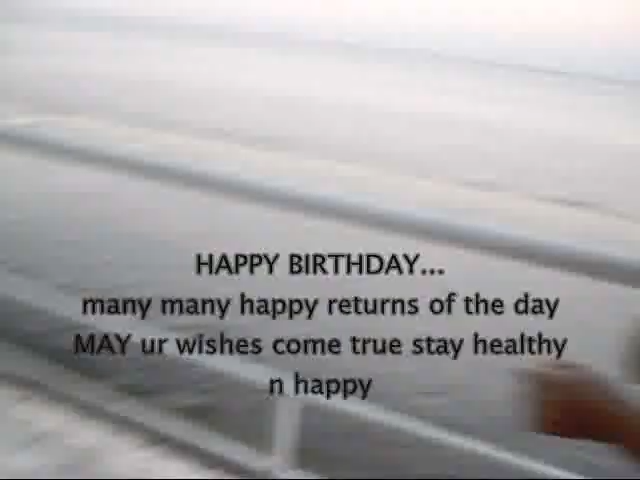 HAPPY BIRTHDAY...
many many happy returns of the day
MAY ur wishes come true stay healthy
n happy